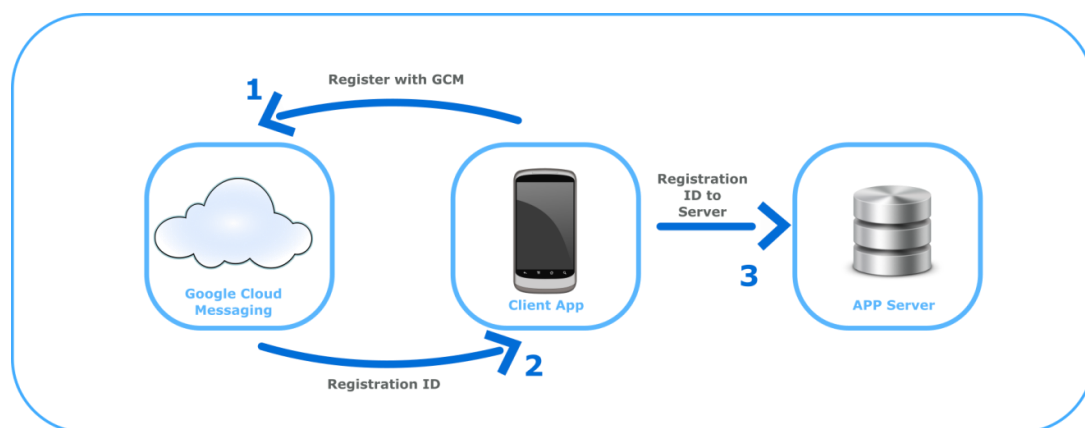 1
Register with GCM
Google Cloud
Messaging
Client App
Registration
ID to
Server
3
APP Server
Registration ID
2